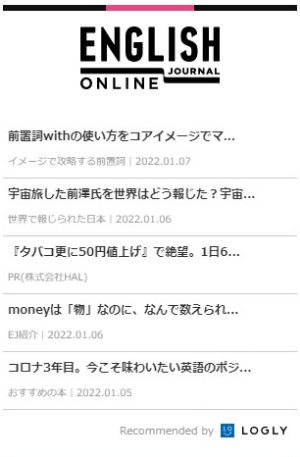 ENGLISH
JOURNAL
ONLINE
前置詞withの使い方をコアイメージでマ...
イメージで攻略する前置詞 | 2022.01.07
宇宙旅した前澤氏を世界はどう報じた？宇宙...
世界で報じられた日本 | 2022.01.06
『タバコ更に50円値上げ』で絶望。1日6...
PR(株式会社HAL)
moneyは「物」なのに、なんで数えられ...
EJ紹介 | 2022.01.06
コロナ3年目。今こそ味わいたい英語のポジ...
おすすめの本 | 2022.01.05
Recommended by LOGLY